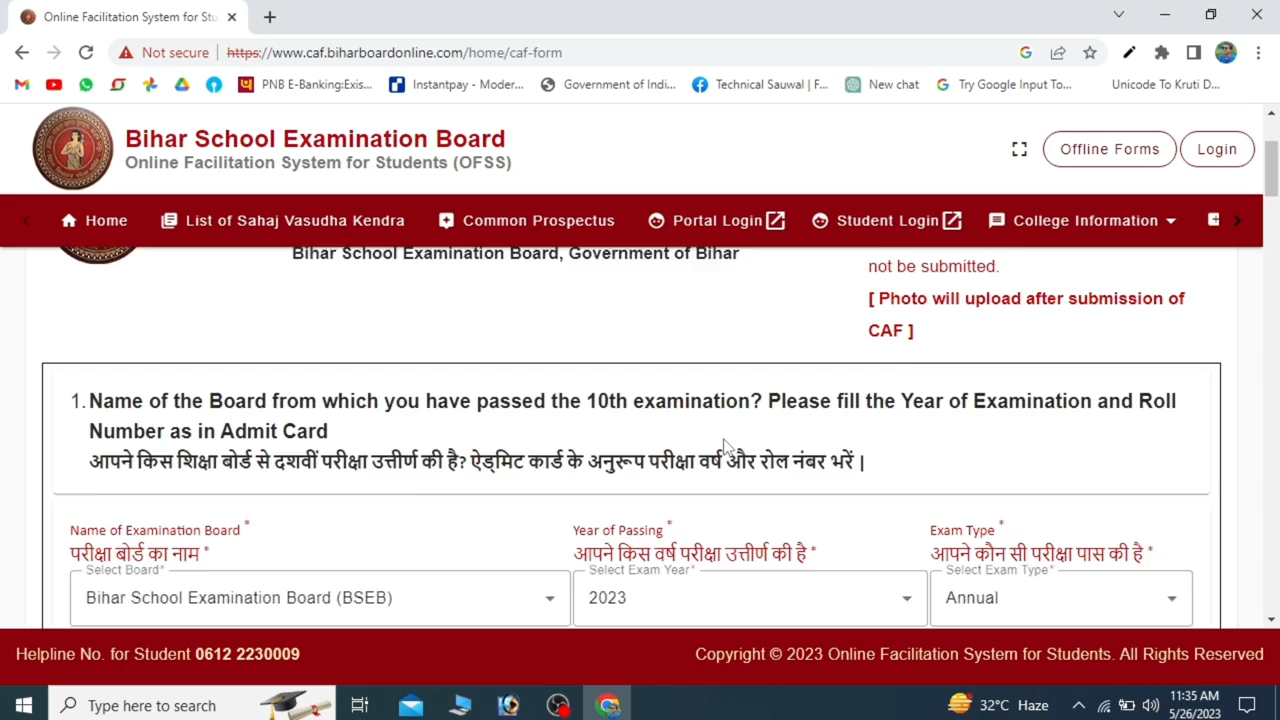 Online Facilitation System for Stu
Not secure
https://www.caf.biharboardonline.com/home/caf-form
PNB E-Banking:Exis...
Instantpay - Moder...
Government of Indi...
Technical Sauwal | F...
New chat
Try Google Input To...
Unicode To Kruti D...
Bihar School Examination Board
Online Facilitation System for Students (OFSS)
Offline Forms
Login
Home
List of Sahaj Vasudha Kendra
Common Prospectus
Portal Login
Student Login
College Information
Bihar School Examination Board, Government of Bihar
not be submitted.
[ Photo will upload after submission of
CAF ]
1. Name of the Board from which you have passed the 10th examination? Please fill the Year of Examination and Roll
Number as in Admit Card
आपने किस शिक्षा बोर्ड से दशवीं परीक्षा उत्तीर्ण की है? ऐड्मिट कार्ड के अनुरूप परीक्षा वर्ष और रोल नंबर भरें |
Name of Examination Board *
परीक्षा बोर्ड का नाम *
Select Board*
Bihar School Examination Board (BSEB)
Year of Passing *
आपने किस वर्ष परीक्षा उत्तीर्ण की है *
Select Exam Year*
2023
Exam Type *
आपने कौन सी परीक्षा पास की है *
Select Exam Type*
Annual
Helpline No. for Student 0612 2230009
Copyright © 2023 Online Facilitation System for Students. All Rights Reserved
Type here to search
32°C Haze
11:35 AM
5/26/2023